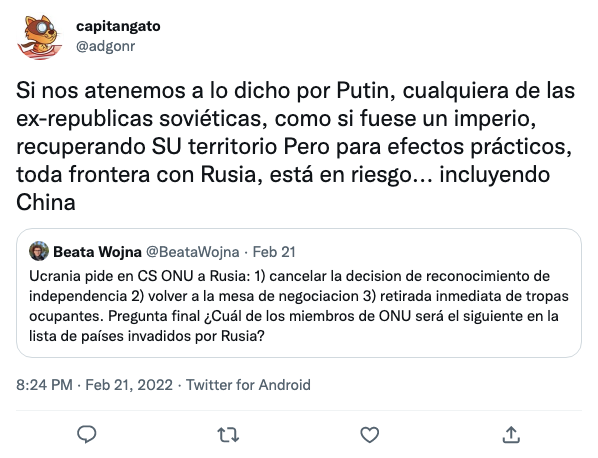 capitangato
@adgonr
Si nos atenemos a lo dicho por Putin, cualquiera de las
ex-republicas soviéticas, como si fuese un imperio,
recuperando SU territorio Pero para efectos prácticos,
toda frontera con Rusia, está en riesgo... incluyendo
China
Beata Wojna @BeataWojna · Feb 21
Ucrania pide en CS ONU a Rusia: 1) cancelar la decision de reconocimiento de
independencia 2) volver a la mesa de negociacion 3) retirada inmediata de tropas
ocupantes. Pregunta final ¿Cuál de los miembros de ONU será el siguiente en la
lista de países invadidos por Rusia?
8:24 PM · Feb 21, 2022 · Twitter for Android